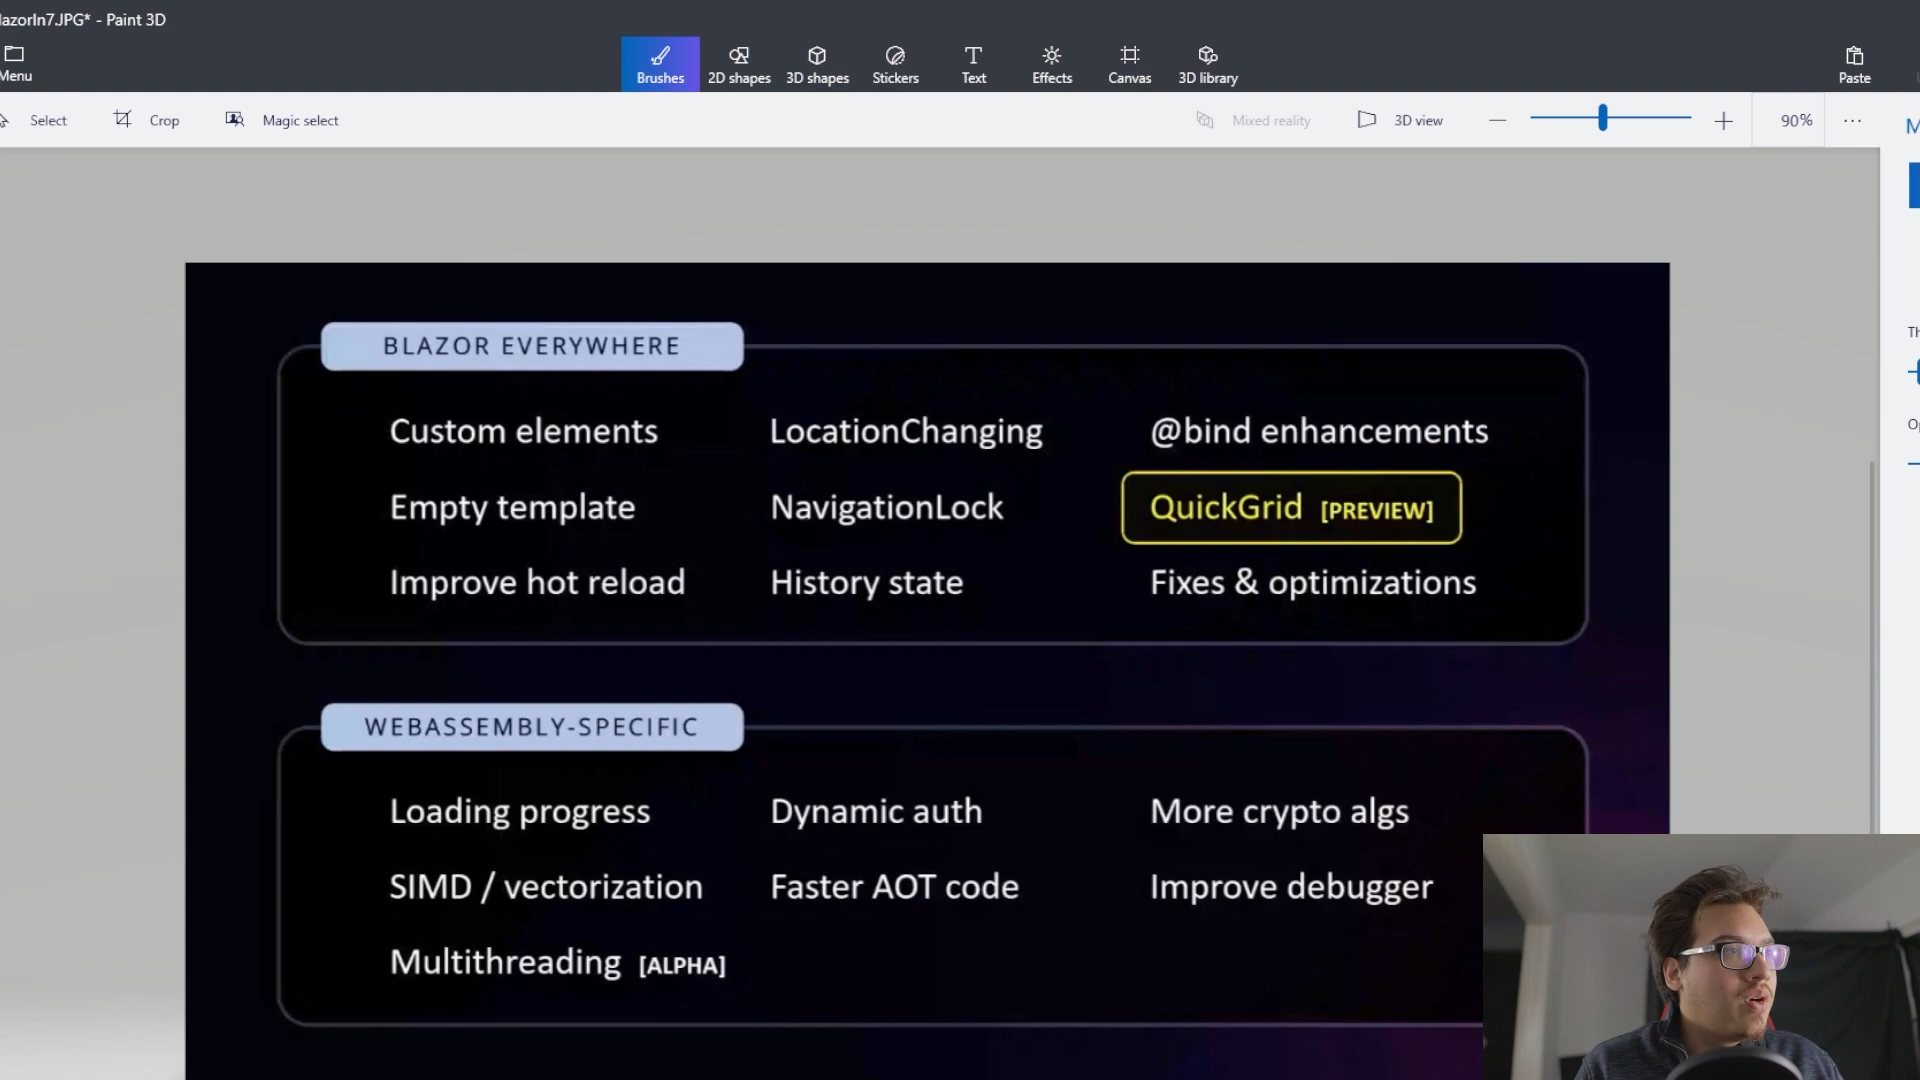 lazorIn7.JPG* - Paint 3D
Menu
Brushes
2D shapes
3D shapes
Stickers
Text
Effects
Canvas
3D library
Paste
Select
Crop
Magic select
Mixed reality
3D view
90%
BLAZOR EVERYWHERE
Custom elements
LocationChanging
@bind enhancements
Empty template
NavigationLock
QuickGrid [PREVIEW]
Improve hot reload
History state
Fixes & optimizations
WEBASSEMBLY-SPECIFIC
Loading progress
Dynamic auth
More crypto algs
SIMD / vectorization
Faster AOT code
Improve debugger
Multithreading [ALPHA]